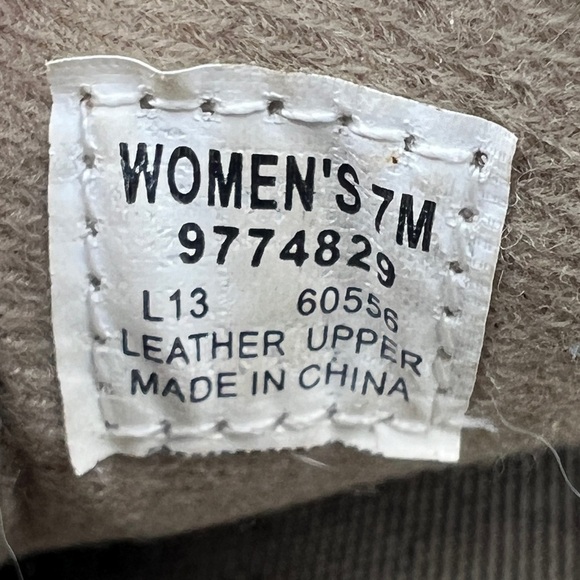 WOMEN'S 7M
9774829
L13 60556
LEATHER UPPER
MADE IN CHINA